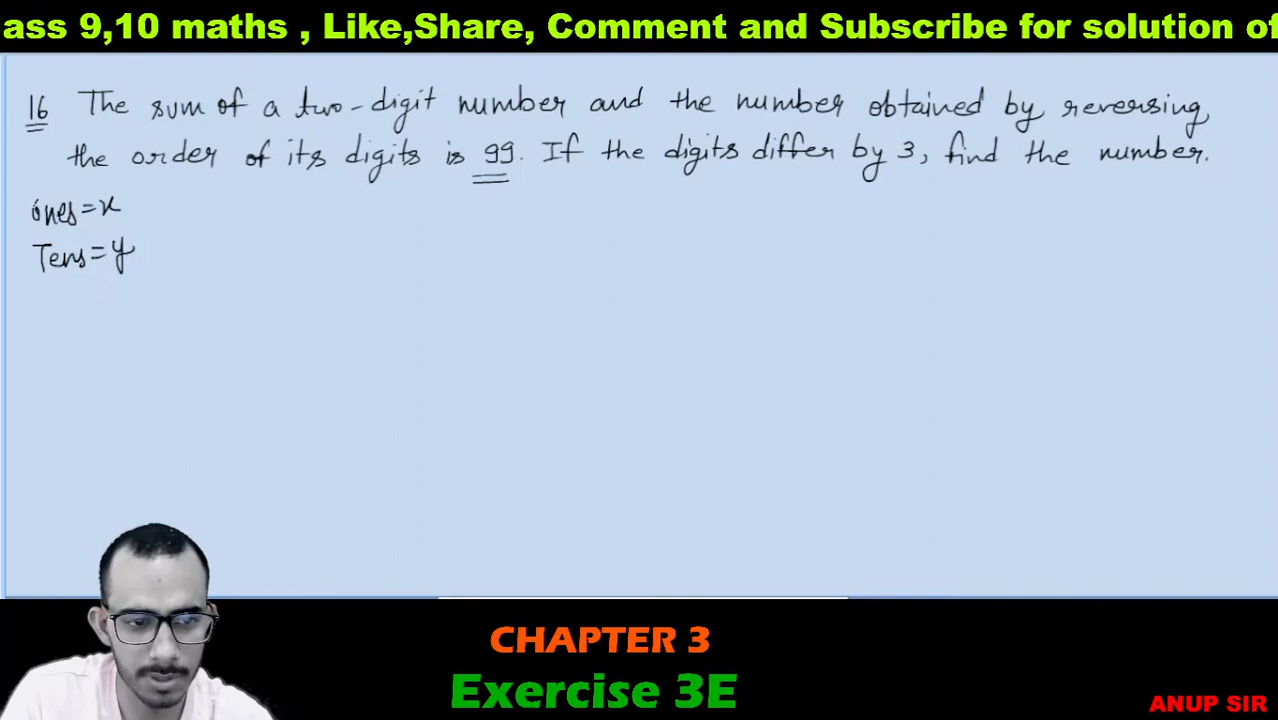 ass 9,10 maths , Like,Share, Comment and Subscribe for solution of
16 The sum of a two-digit number and the number obtained by reversing
the order of its digits is 99. If the digits differ by 3, find the number.
ones=x
Tens=y
CHAPTER 3
Exercise 3E
ANUP SIR